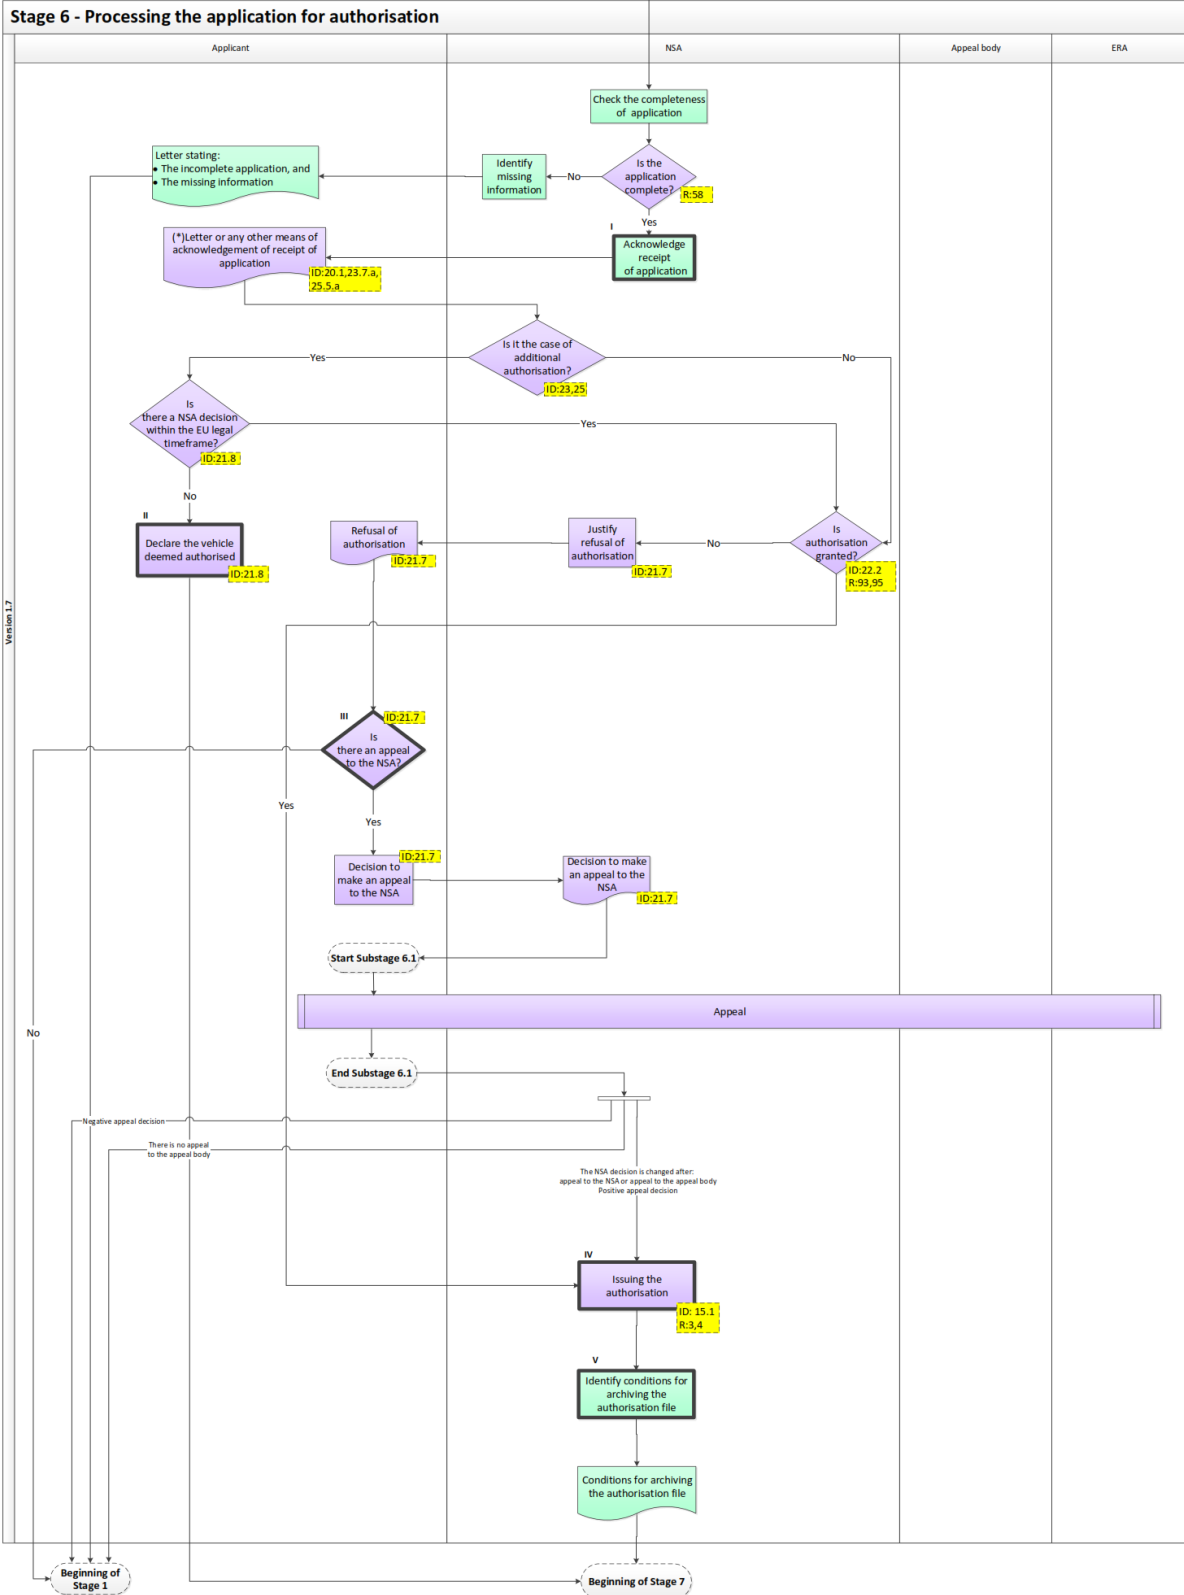 Stage 6 - Processing the application for authorisation
Applicant
NSA
Appeal body
ERA
Version 1.7
Check the completeness
of application
Is the
application
complete?
R:58
No
Identify
missing
information
Letter stating:
• The incomplete application, and
• The missing information
Yes
I
Acknowledge
receipt
of application
(*)Letter or any other means of
acknowledgement of receipt of
application
ID:20.1,23.7.a,
25.5.a
Is it the case of
additional
authorisation?
ID:23,25
Yes
No
Is
there a NSA decision
within the EU legal
timeframe?
ID:21.8
Yes
No
II
Declare the vehicle
deemed authorised
ID:21.8
Refusal of
authorisation
ID:21.7
Justify
refusal of
authorisation
ID:21.7
No
Is
authorisation
granted?
ID:22.2
R:93,95
III
ID:21.7
Is
there an appeal
to the NSA?
Yes
Yes
ID:21.7
Decision to
make an appeal
to the NSA
Decision to make
an appeal to the
NSA
ID:21.7
Start Substage 6.1
Appeal
No
End Substage 6.1
Negative appeal decision
There is no appeal
to the appeal body
The NSA decision is changed after:
appeal to the NSA or appeal to the appeal body
Positive appeal decision
IV
Issuing the
authorisation
ID: 15.1
R:3,4
V
Identify conditions for
archiving the
authorisation file
Conditions for archiving
the authorisation file
Beginning of
Stage 1
Beginning of Stage 7